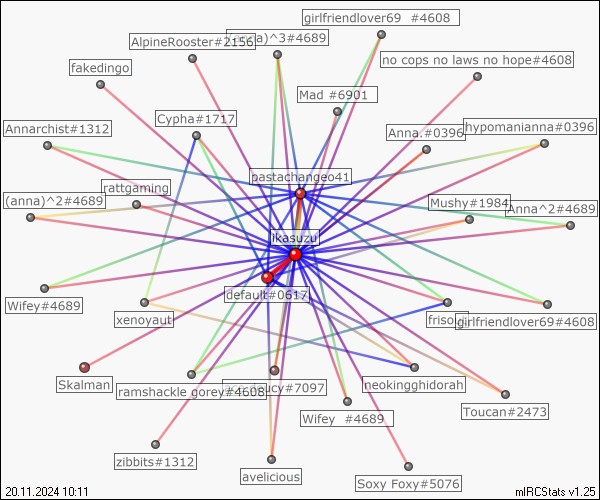 girlfriendlover69 #4608
AlpineRooster#2156
(anna)^3#4689
no cops no laws no hope#4608
fakedingo
Mad #6901
Cypha#1717
Annarchist#1312
Anna.#0396
hypomanianna#0396
pastachangeo41
rattgaming
(anna)^2#4689
Mushy#1984
Anna^2#4689
ikasuzu
default#0617
Wifey#4689
xenoyaut
friso
girlfriendlover69#4608
Skalman
ramshackle gorey#4608
#7097
neokingghidorah
Toucan#2473
Wifey #4689
zibbits#1312
avelicious
Soxy Foxy#5076
20.11.2024 10:11
mIRCStats v1.25